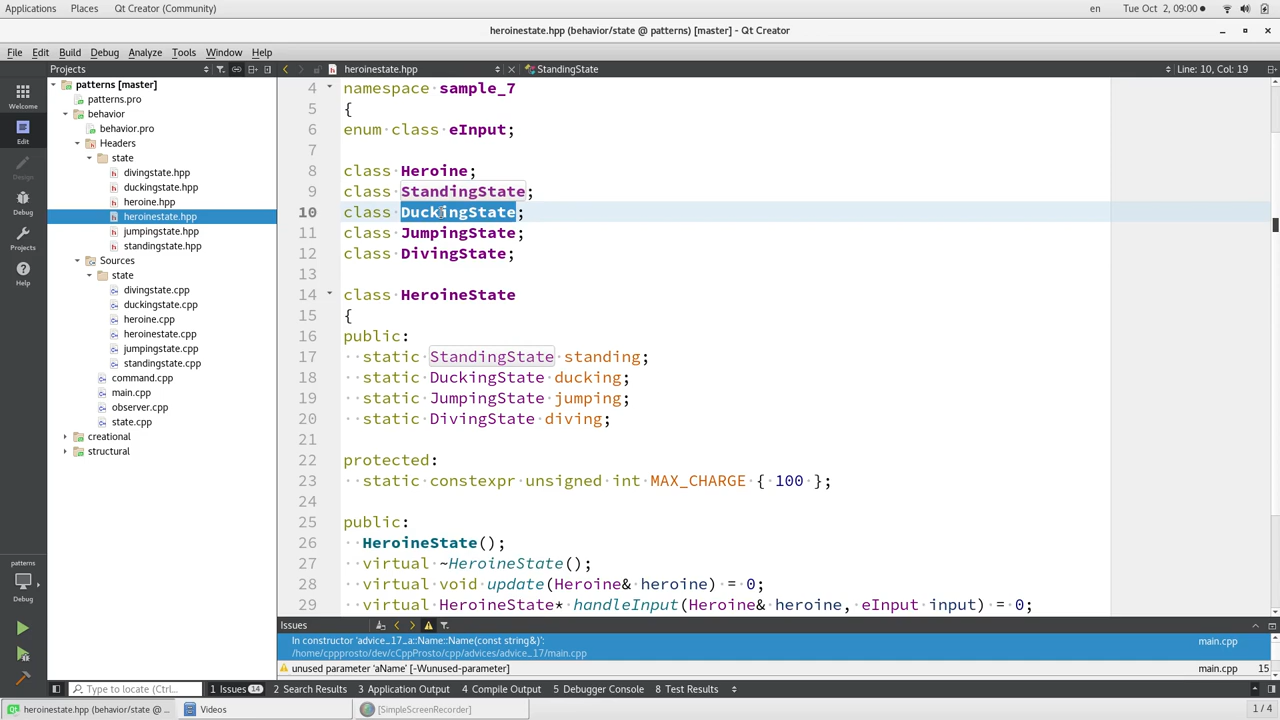 Applications Places Qt Creator (Community) en Tue Oct 2, 09:00
heroinestate.hpp (behavior/state @ patterns) [master] - Qt Creator
File Edit Build Debug Analyze Tools Window Help
Projects heroinestate.hpp StandingState Line: 10, Col: 19
Welcome
Edit
Design
Debug
Projects
Help
patterns
Debug
patterns [master]
patterns.pro
behavior
behavior.pro
Headers
state
divingstate.hpp
duckingstate.hpp
heroine.hpp
heroinestate.hpp
jumpingstate.hpp
standingstate.hpp
Sources
state
divingstate.cpp
duckingstate.cpp
heroine.cpp
heroinestate.cpp
jumpingstate.cpp
standingstate.cpp
command.cpp
main.cpp
observer.cpp
state.cpp
creational
structural
4 namespace sample_7
5 {
6 enum class eInput;
7
8 class Heroine;
9 class StandingState;
10 class DuckingState;
11 class JumpingState;
12 class DivingState;
13
14 class HeroineState
15 {
16 public:
17 static StandingState standing;
18 static DuckingState ducking;
19 static JumpingState jumping;
20 static DivingState diving;
21
22 protected:
23 static constexpr unsigned int MAX_CHARGE { 100 };
24
25 public:
26 HeroineState();
27 virtual ~HeroineState();
28 virtual void update(Heroine& heroine) = 0;
29 virtual HeroineState* handleInput(Heroine& heroine, eInput input) = 0;
Issues
In constructor 'advice_17_a::Name::Name(const string&)': main.cpp
/home/cppprosto/dev/cCppProsto/cpp/advices/advice_17/main.cpp
unused parameter 'aName' [-Wunused-parameter] main.cpp 15
Type to locate (Ctrl... 1 Issues 14 2 Search Results 3 Application Output 4 Compile Output 5 Debugger Console 8 Test Results
heroinestate.hpp (behavior/state @ ... Videos [SimpleScreenRecorder] 1 / 4